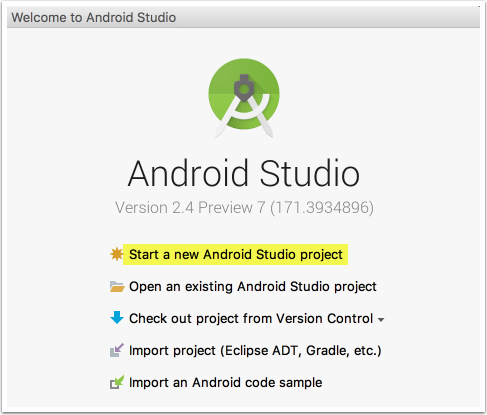 Welcome to Android Studio
Android Studio
Version 2.4 Preview 7 (171.3934896)
Start a new Android Studio project
Open an existing Android Studio project
Check out project from Version Control
Import project (Eclipse ADT, Gradle, etc.)
Import an Android code sample